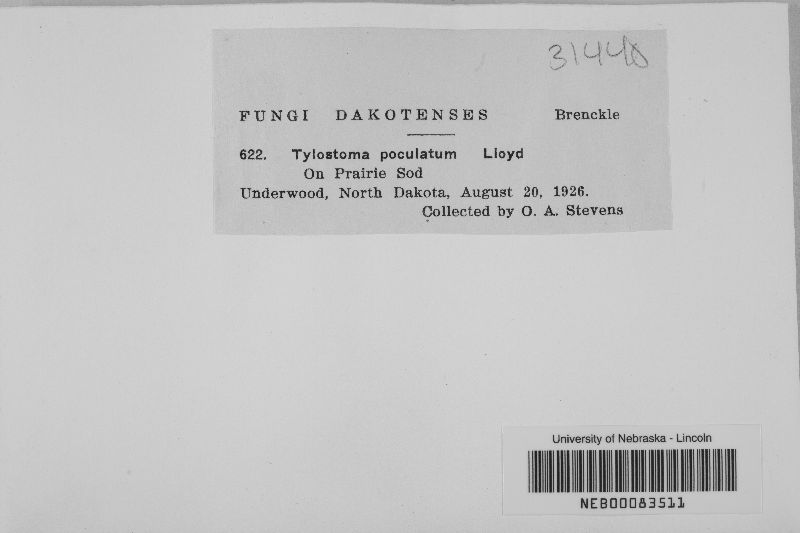 31448
FUNGI DAKOTENSES Brenckle
622. Tylostoma poculatum Lloyd
On Prairie Sod
Underwood, North Dakota, August 20, 1926.
Collected by O. A. Stevens
University of Nebraska - Lincoln
NEB00083511